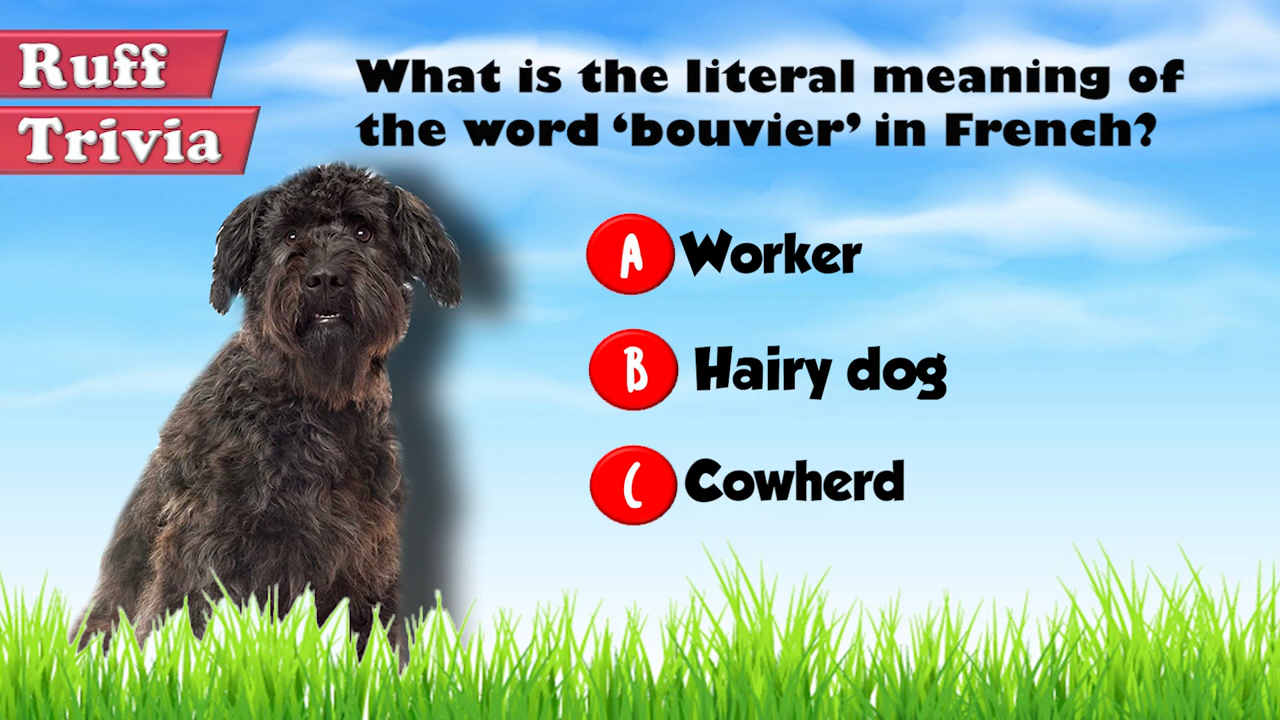 Ruff
Trivia
What is the literal meaning of
the word ‘bouvier’ in French?
A Worker
B Hairy dog
C Cowherd